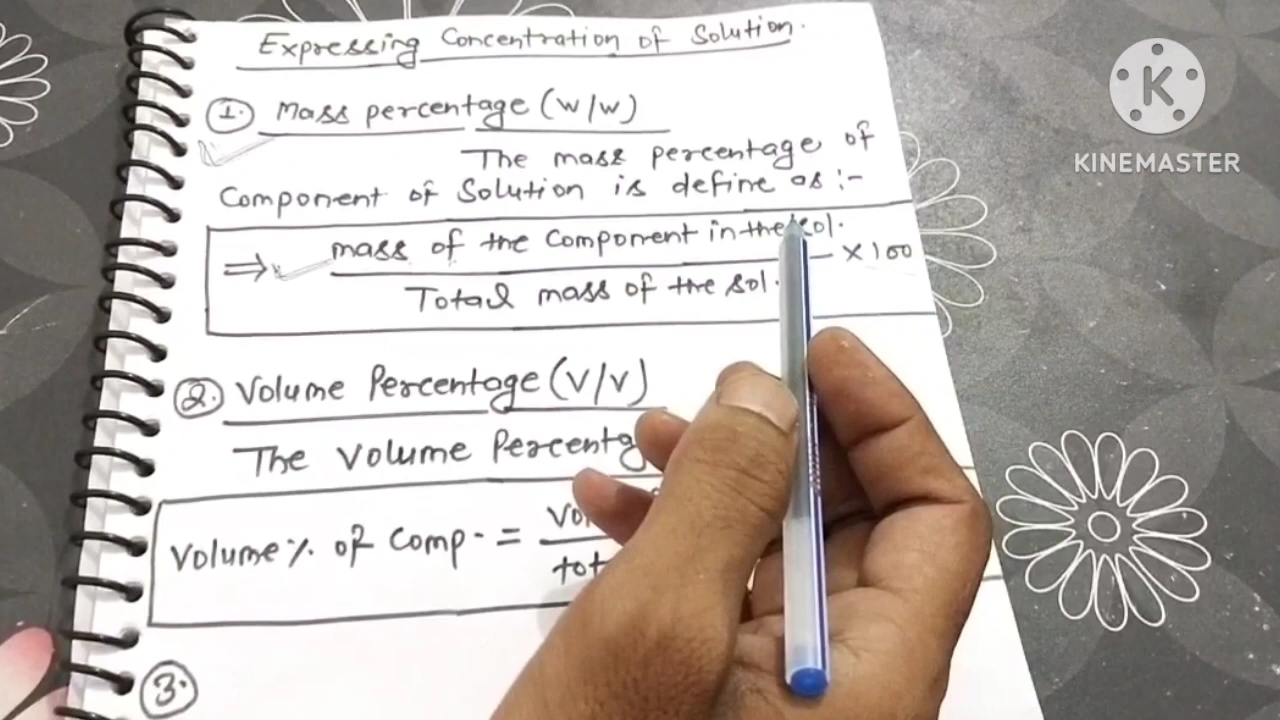 Expressing Concentration of Solution.
1. Mass percentage (w/w)
The mass percentage of
Component of Solution is define as :-
⇒ mass of the Component in the sol. × 100
Total mass of the sol.
2. Volume Percentage (V/V)
The Volume Percentg
Volume % of Comp. = Vol
tot
3.
K
KINEMASTER